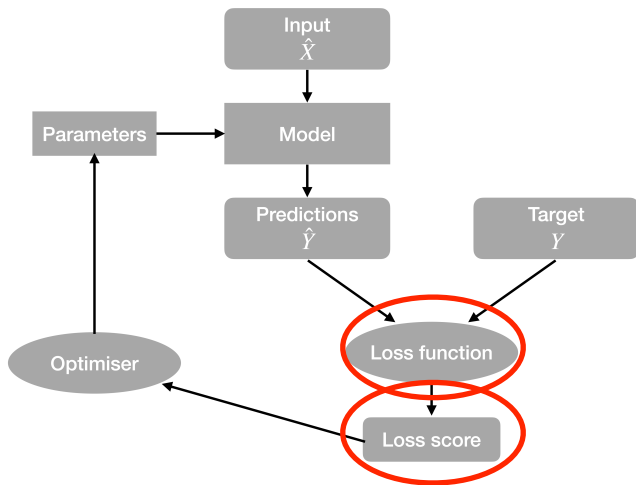 Input
X̂
Parameters
Model
Predictions
Ŷ
Target
Y
Optimiser
Loss function
Loss score